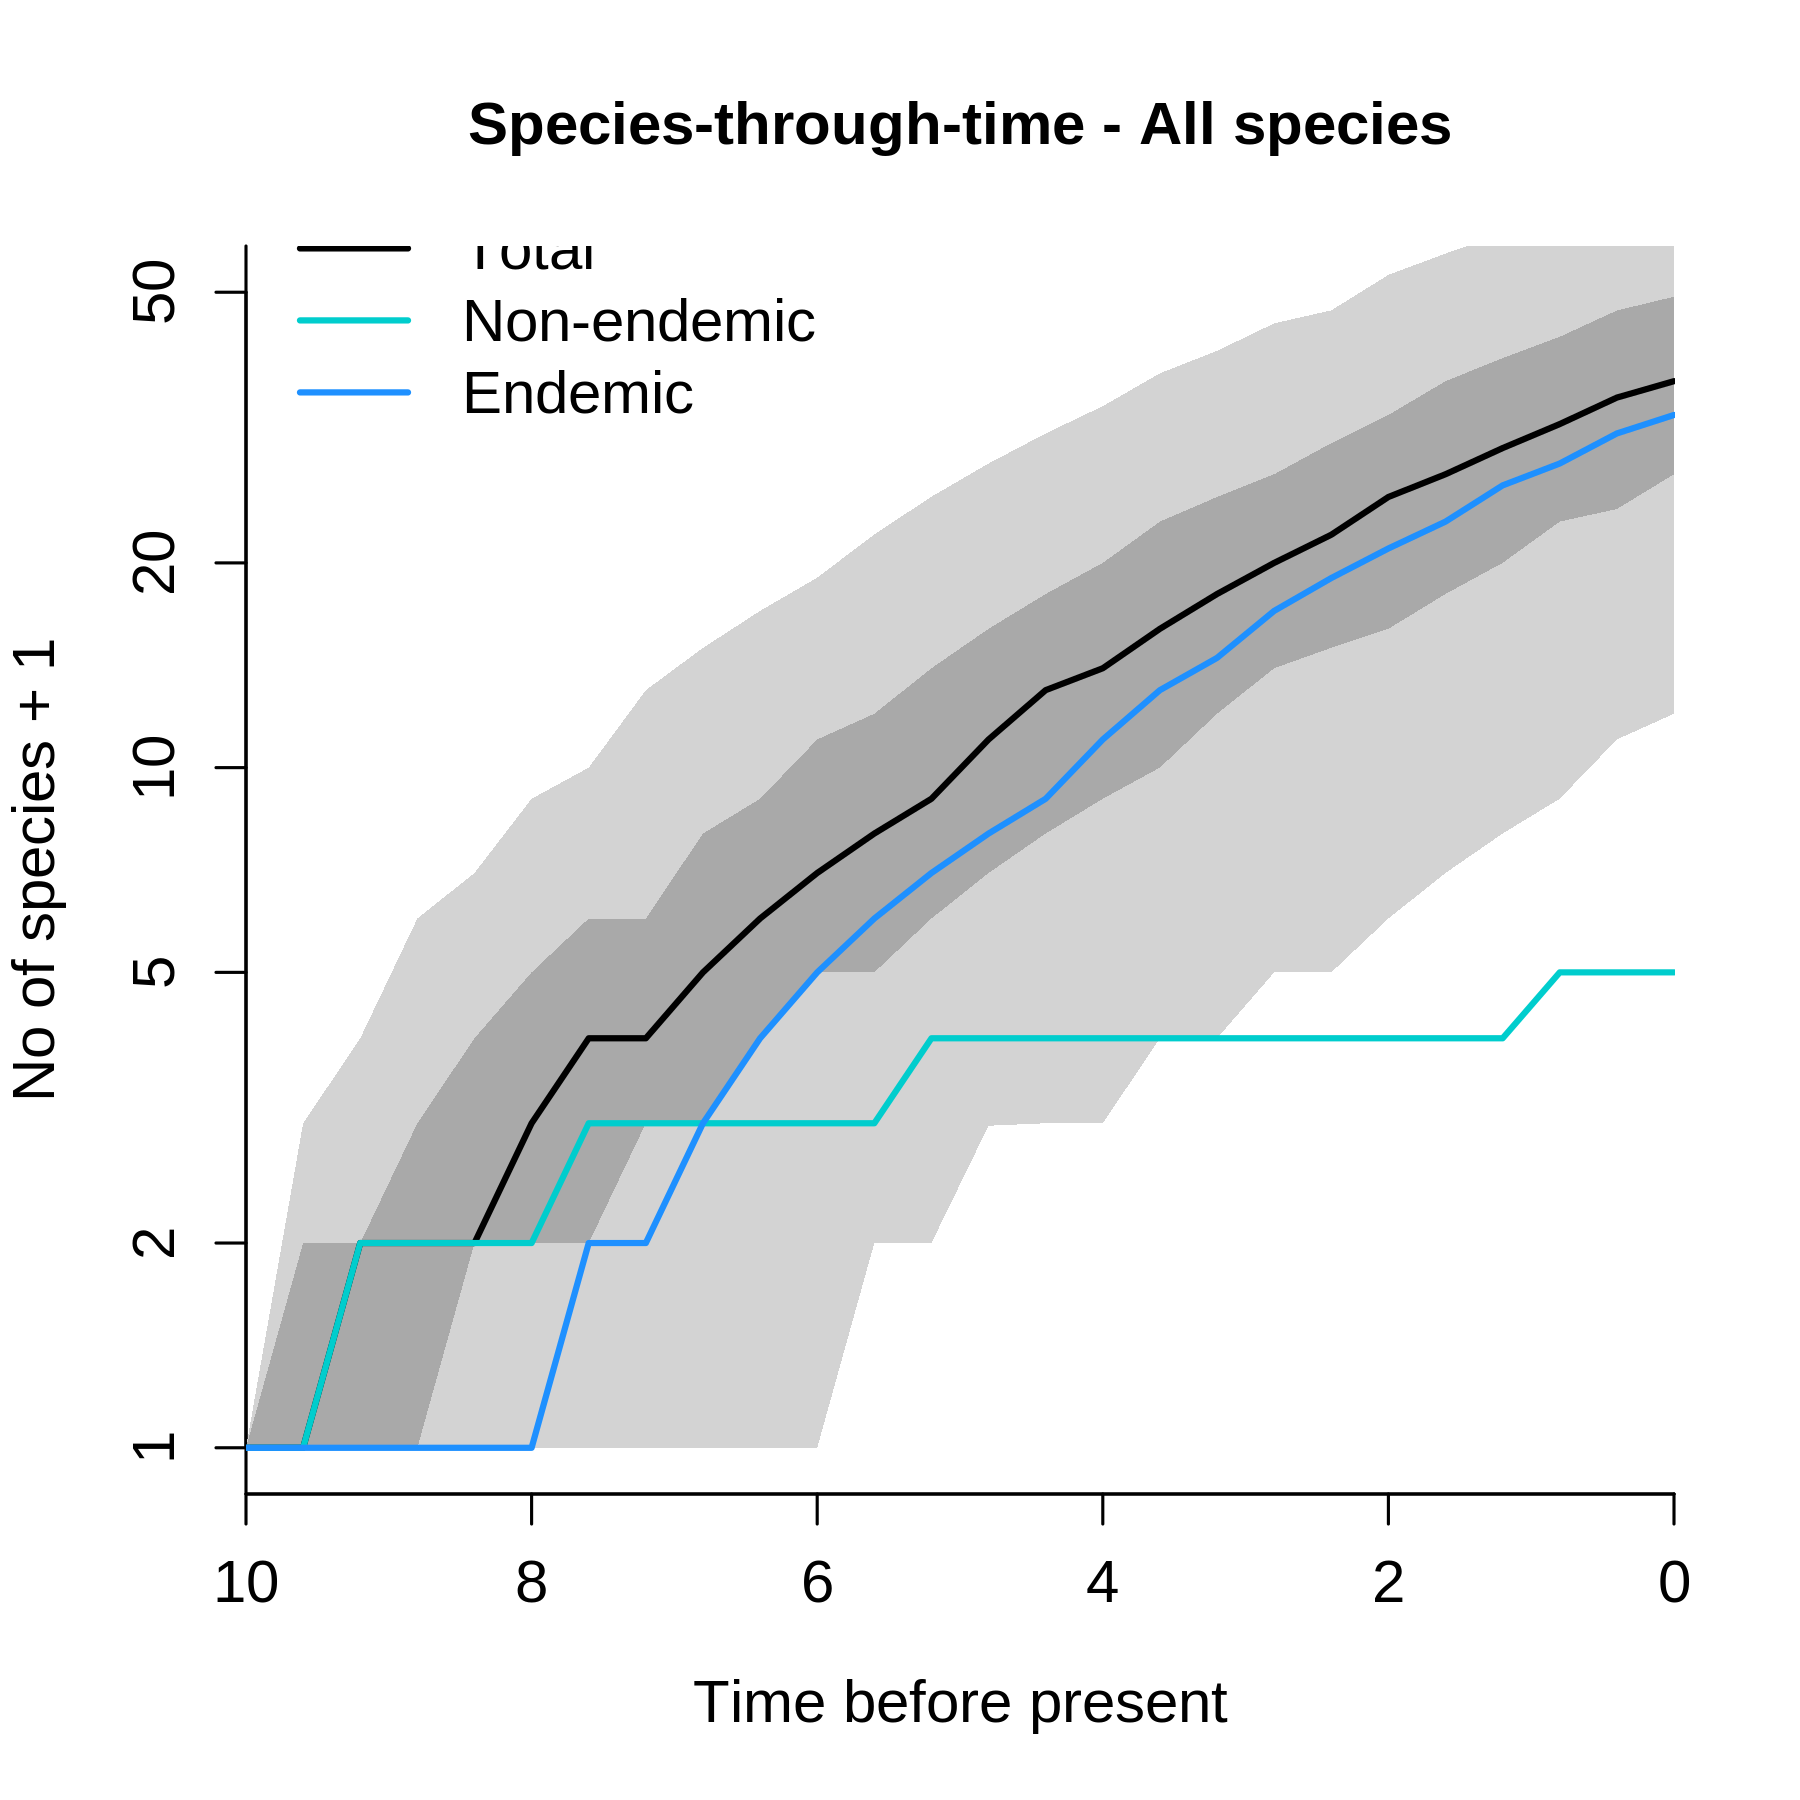 Species-through-time - All species
Total
Non-endemic
Endemic
50
20
10
5
2
1
No of species + 1
10 8 6 4 2 0
Time before present